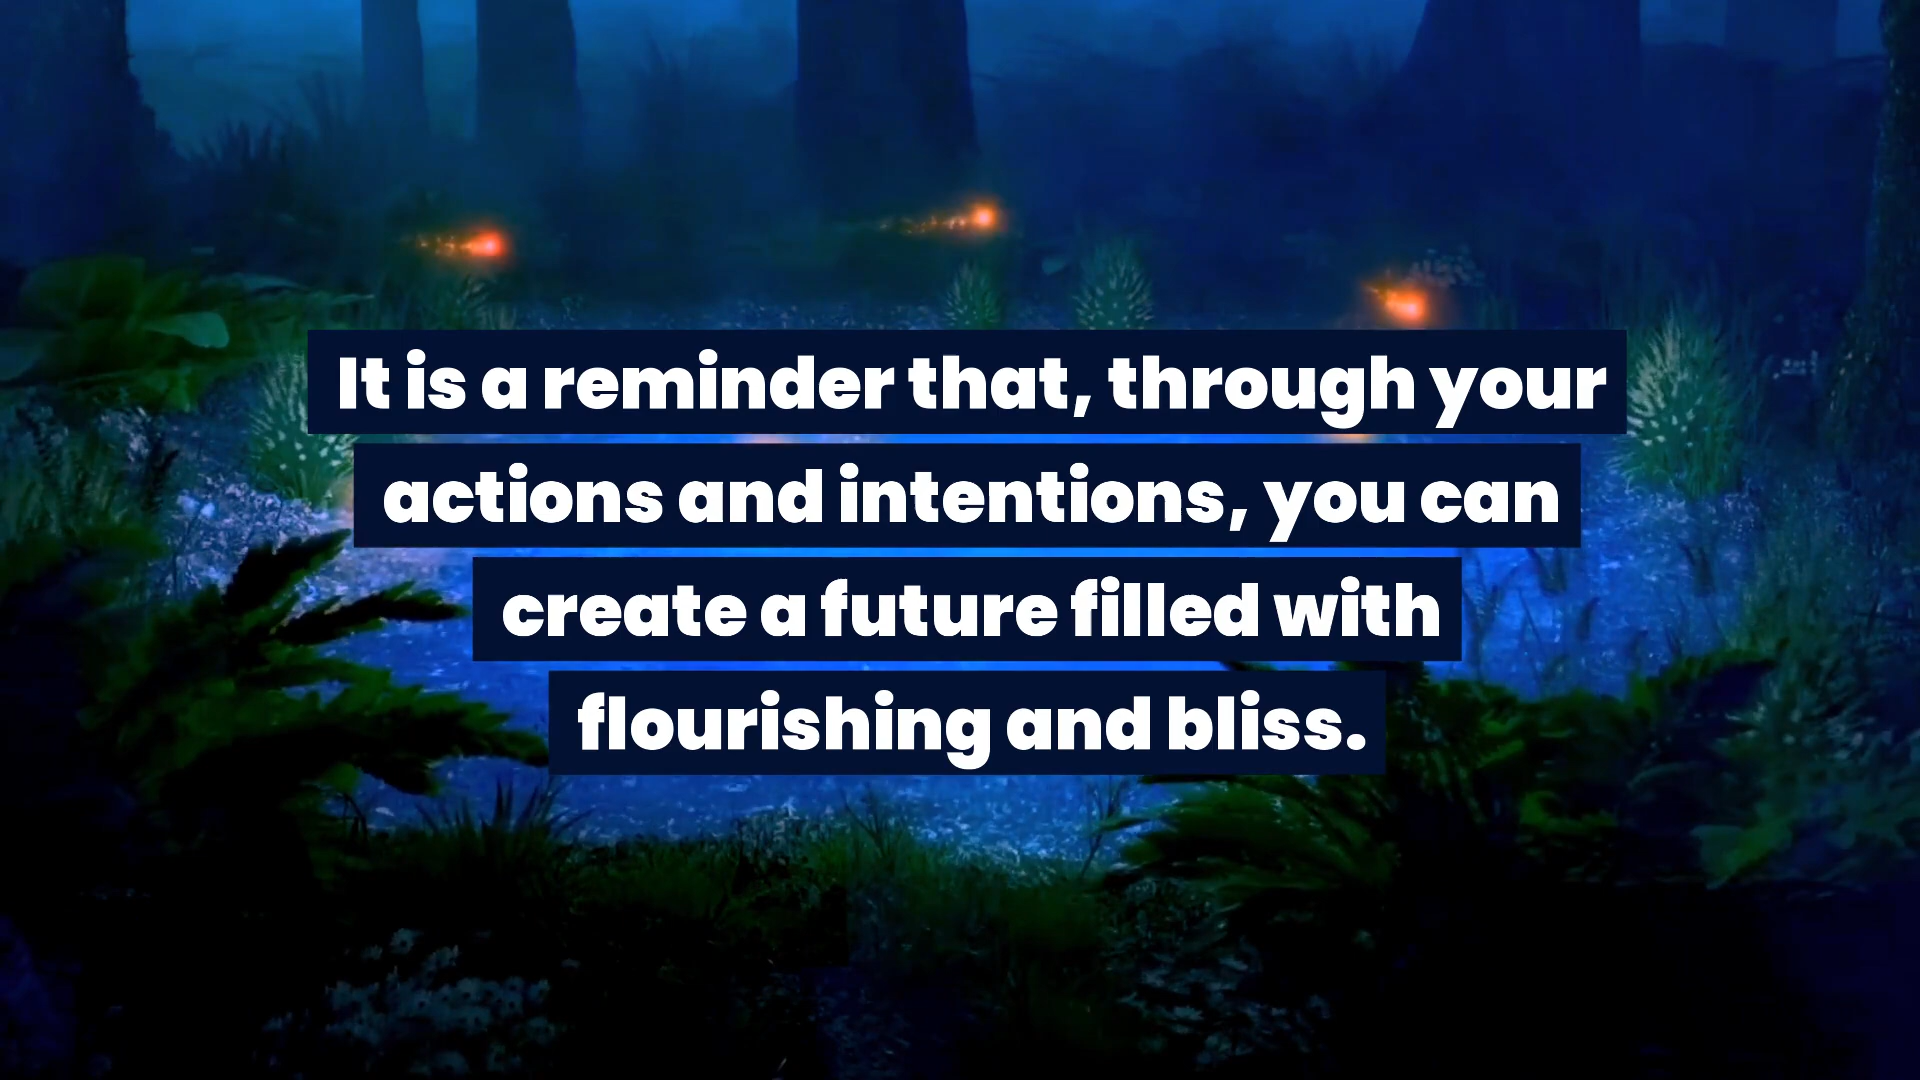 It is a reminder that, through your
actions and intentions, you can
create a future filled with
flourishing and bliss.